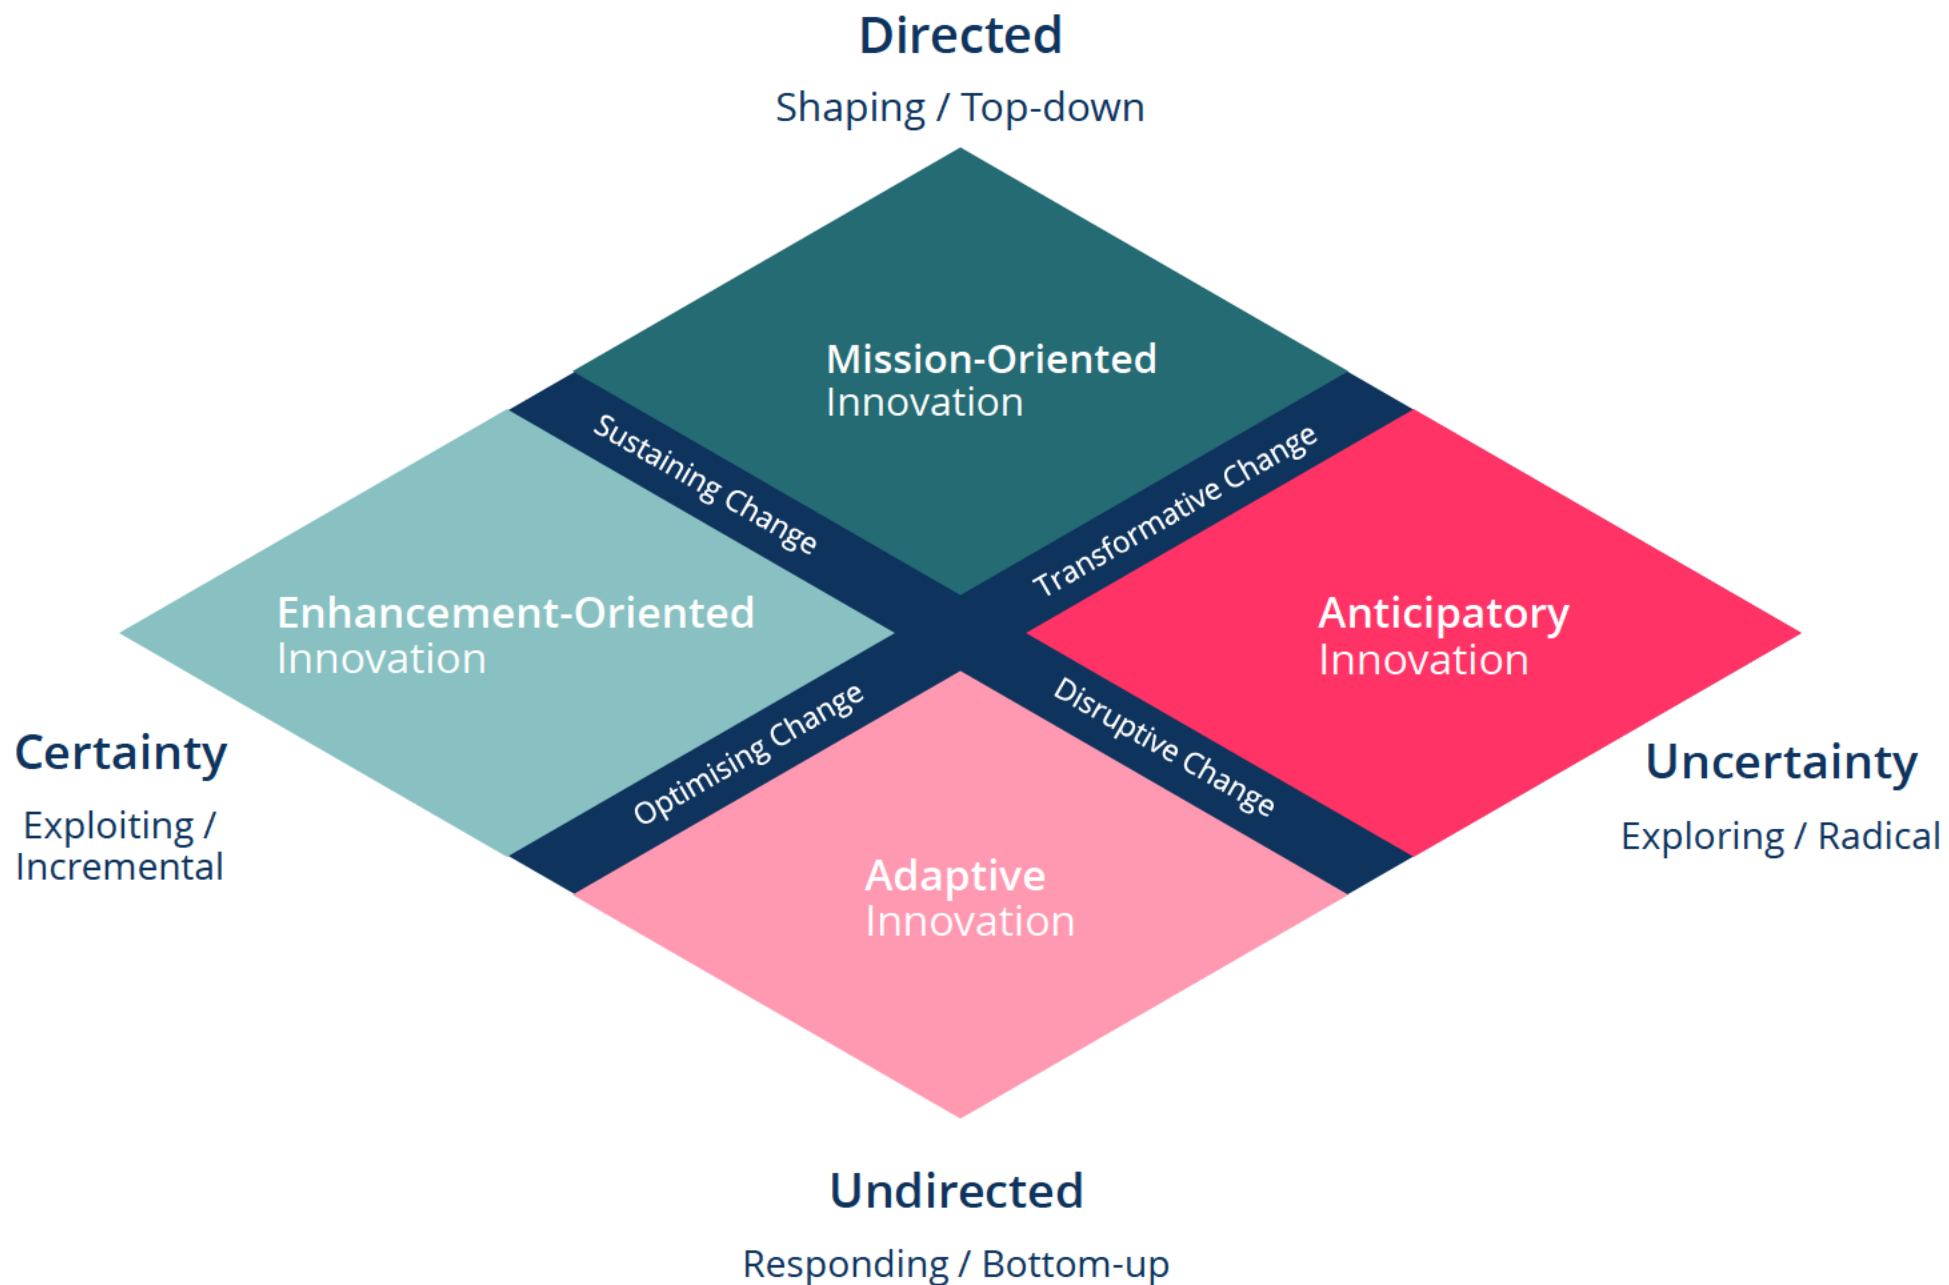 Directed
Shaping / Top-down
Mission-Oriented
Innovation
Sustaining Change
Transformative Change
Enhancement-Oriented
Innovation
Anticipatory
Innovation
Optimising Change
Disruptive Change
Certainty
Exploiting /
Incremental
Uncertainty
Exploring / Radical
Adaptive
Innovation
Undirected
Responding / Bottom-up